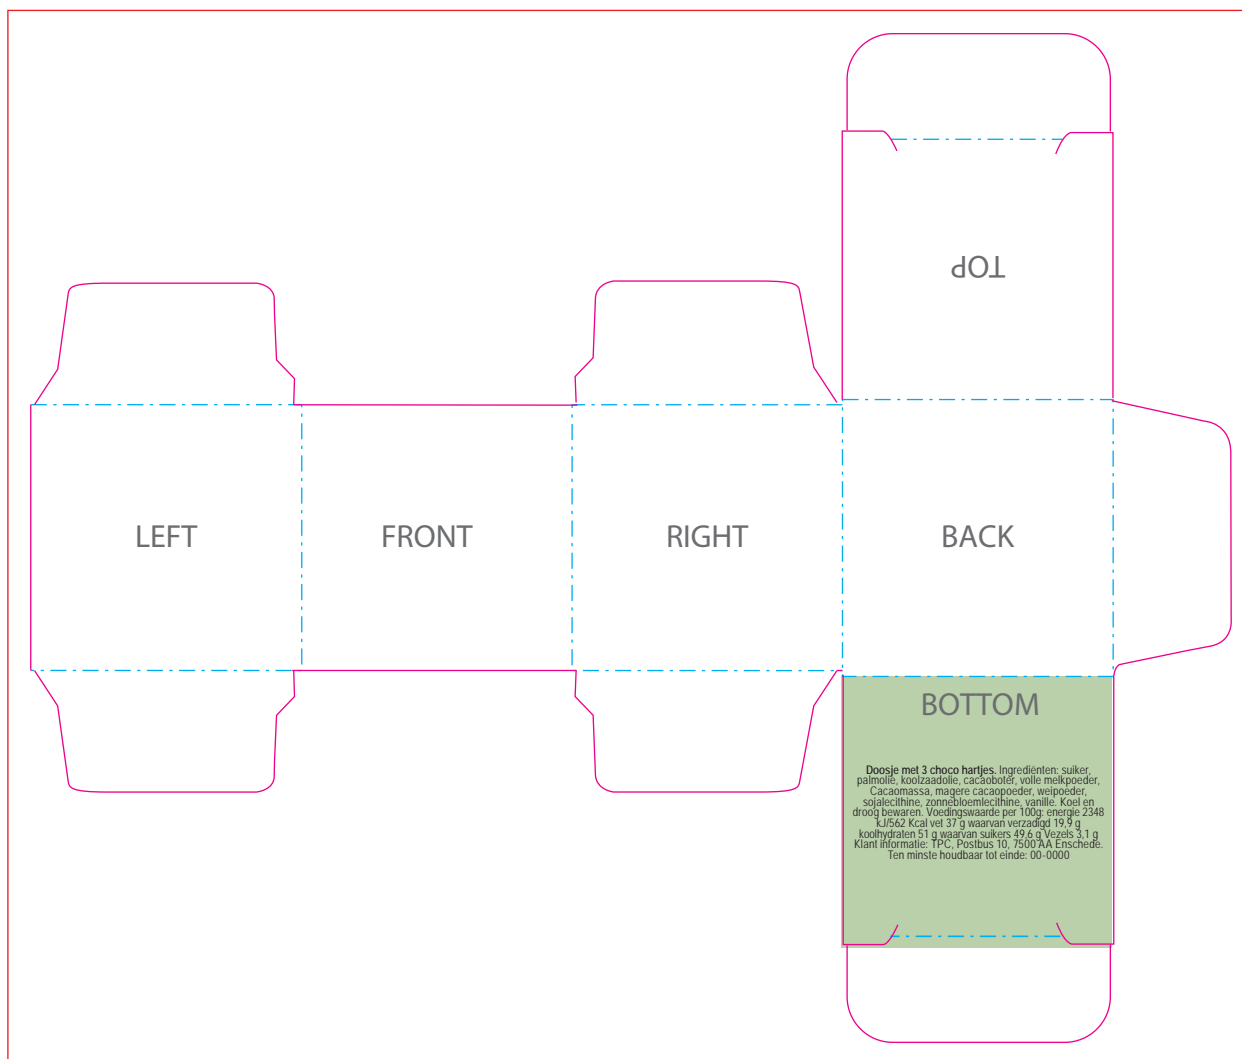 TOP
LEFT
FRONT
RIGHT
BACK
BOTTOM
Doosje met 3 choco hartjes. Ingrediënten: suiker,
palmolie, koolzaadolie, cacaoboter, volle melkpoeder,
Cacaomassa, magere cacaopoeder, weipoeder,
sojalecithine, zonnebloemlecithine, vanille. Koel en
droog bewaren. Voedingswaarde per 100g: energie 2348
kJ/562 Kcal vet 37 g waarvan verzadigd 19,9 g
koolhydraten 51 g waarvan suikers 49,6 g Vezels 3,1 g
Klant informatie: TPC, Postbus 10, 7500 AA Enschede.
Ten minste houdbaar tot einde: 00-0000